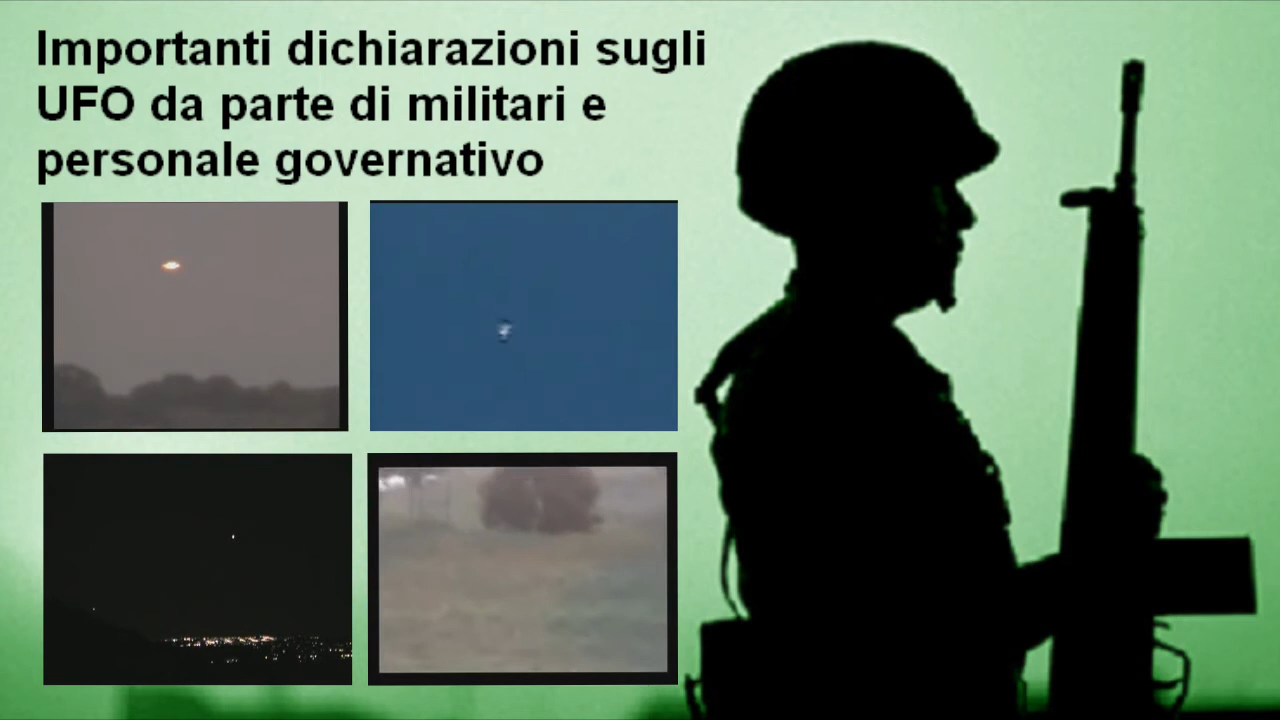 Importanti dichiarazioni sugli
UFO da parte di militari e
personale governativo